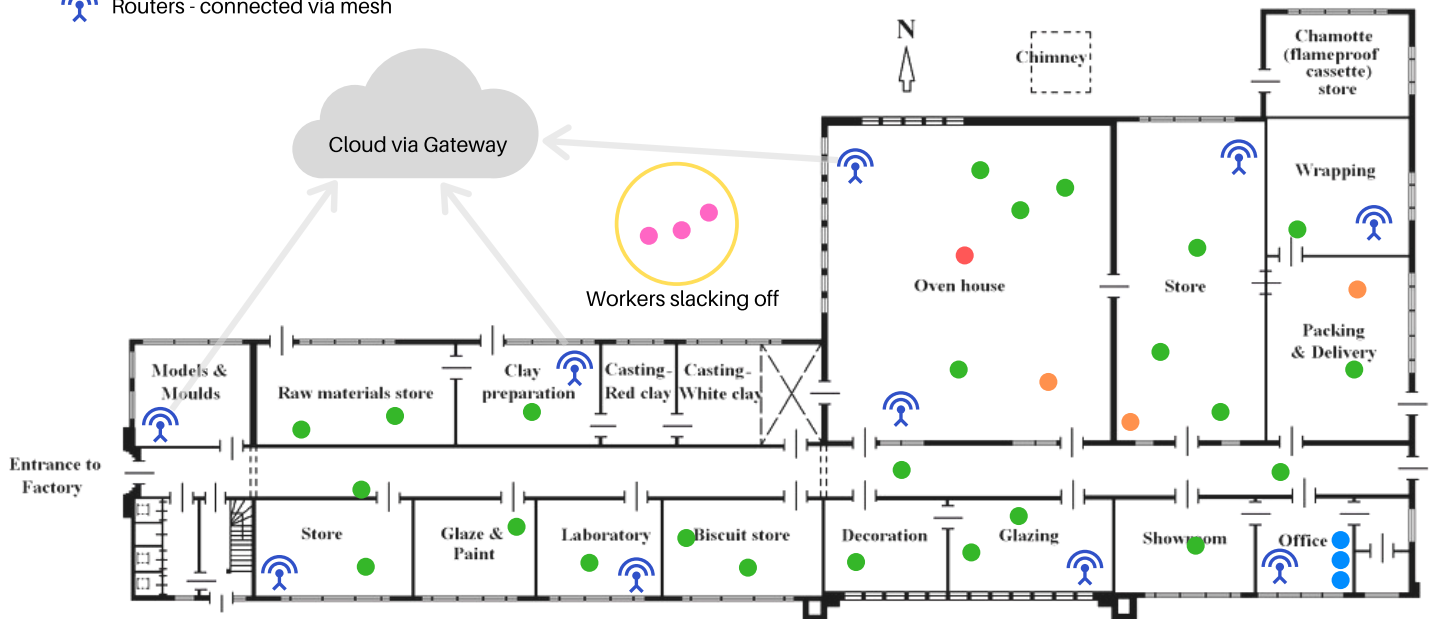 Routers - connected via mesh
N
Chimney
Chamotte
(flameproof
cassette)
store
Cloud via Gateway
Wrapping
Workers slacking off
Oven house
Store
Packing
& Delivery
Models &
Moulds
Raw materials store
Clay
preparation
Casting-
Red clay
Casting-
White clay
Entrance to
Factory
Store
Glaze &
Paint
Laboratory
Biscuit store
Decoration
Glazing
Showroom
Office